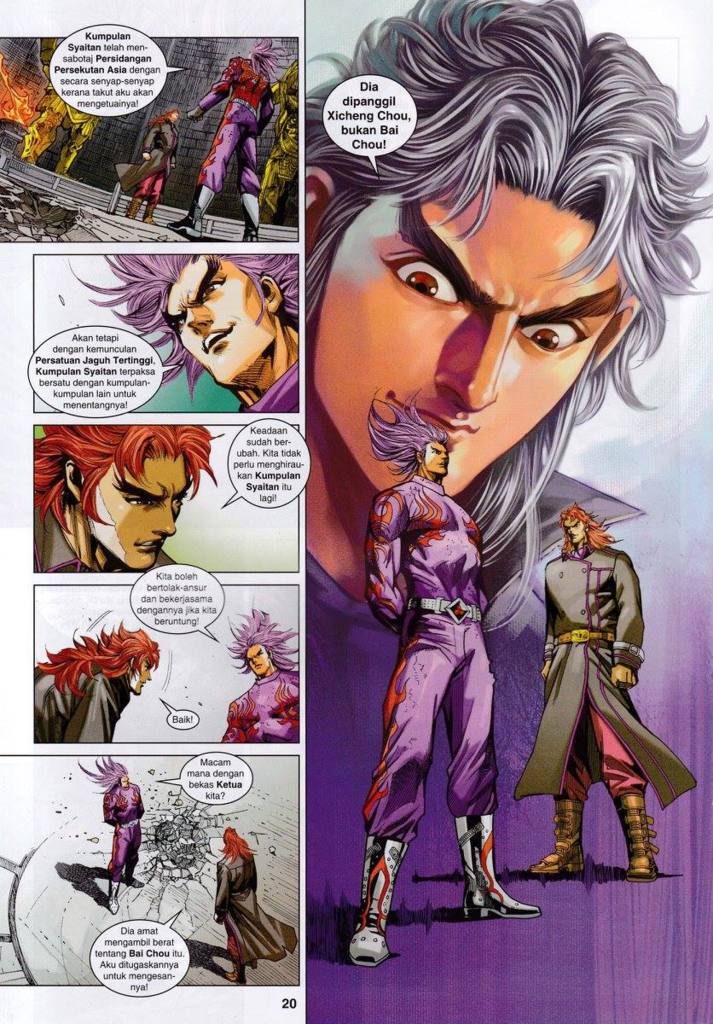 Kumpulan
Syaitan telah men-
sabotaj Persidangan
Persekutan Asia dengan
secara senyap-senyap
kerana takut aku akan
mengetuainya!
Akan tetapi
dengan kemunculan
Persatuan Jaguh Tertinggi,
Kumpulan Syaitan terpaksa
bersatu dengan kumpulan-
kumpulan lain untuk
menentangnya!
Keadaan
sudah ber-
ubah. Kita tidak
perlu menghirau-
kan Kumpulan
Syaitan itu
lagi!
Kita boleh
bertolak-ansur
dan bekerjasama
dengannya jika kita
beruntung!
Baik!
Macam
mana dengan
bekas Ketua
kita?
Dia amat
mengambil berat
tentang Bai Chou itu.
Aku ditugaskannya
untuk mengesan-
nya!
20
Dia
dipanggil
Xicheng Chou,
bukan Bai
Chou!